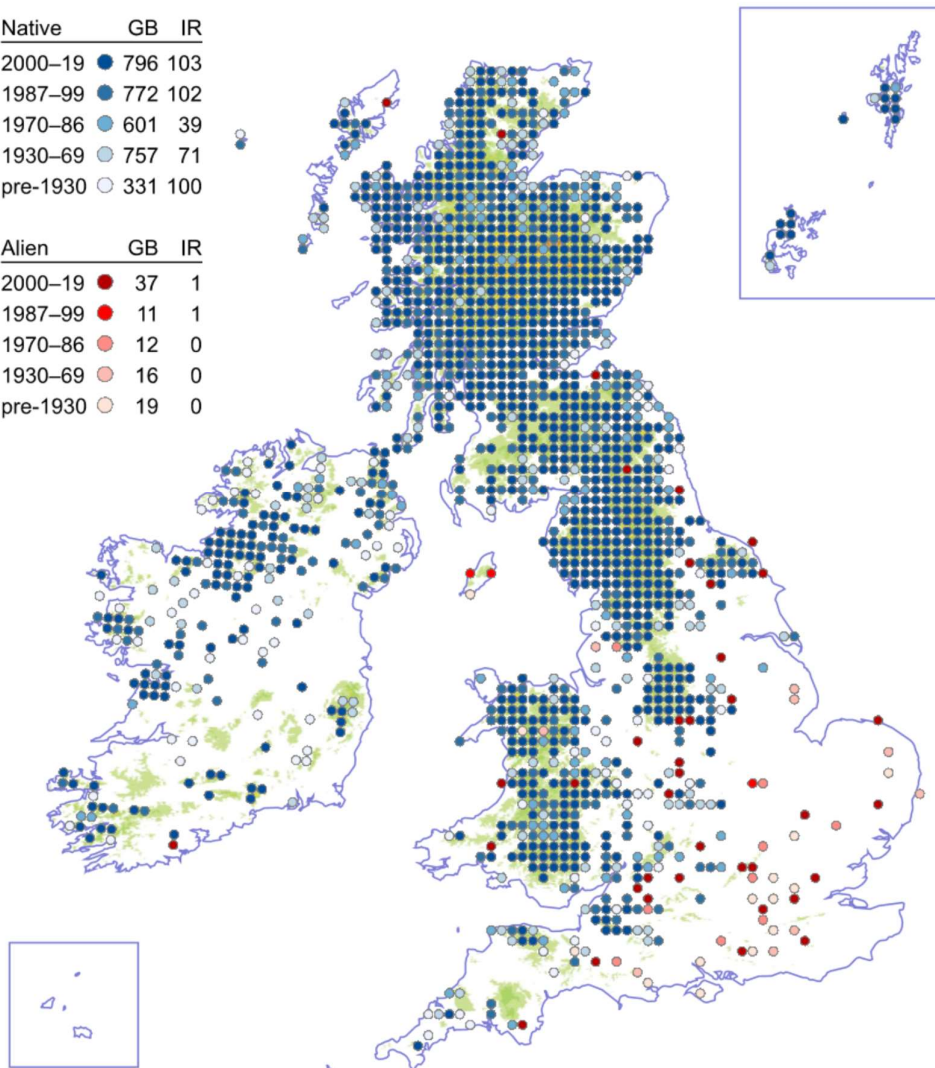 Native GB IR
2000–19 796 103
1987–99 772 102
1970–86 601 39
1930–69 757 71
pre-1930 331 100
Alien GB IR
2000–19 37 1
1987–99 11 1
1970–86 12 0
1930–69 16 0
pre-1930 19 0